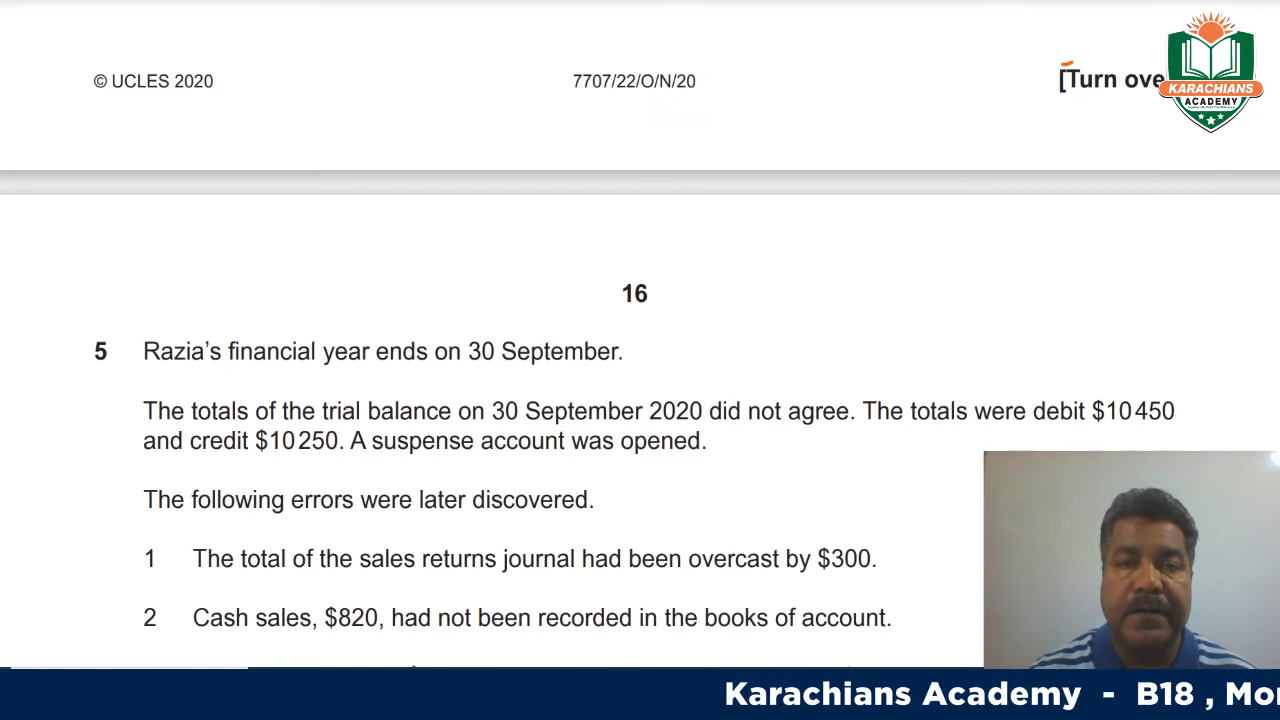 © UCLES 2020
7707/22/O/N/20
[Turn ove
KARACHIANS
ACADEMY
16
5 Razia’s financial year ends on 30 September.
The totals of the trial balance on 30 September 2020 did not agree. The totals were debit $10 450
and credit $10 250. A suspense account was opened.
The following errors were later discovered.
1 The total of the sales returns journal had been overcast by $300.
2 Cash sales, $820, had not been recorded in the books of account.
Karachians Academy - B18 , Mo